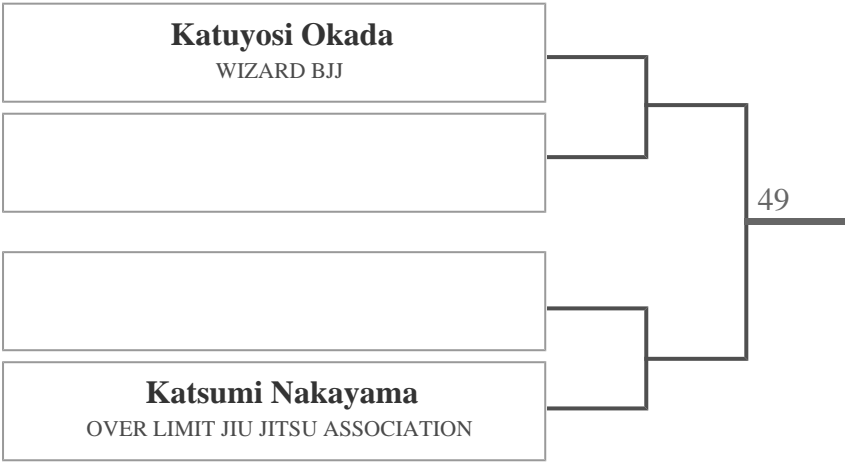 Katuyosi Okada
WIZARD BJJ
49
Katsumi Nakayama
OVER LIMIT JIU JITSU ASSOCIATION